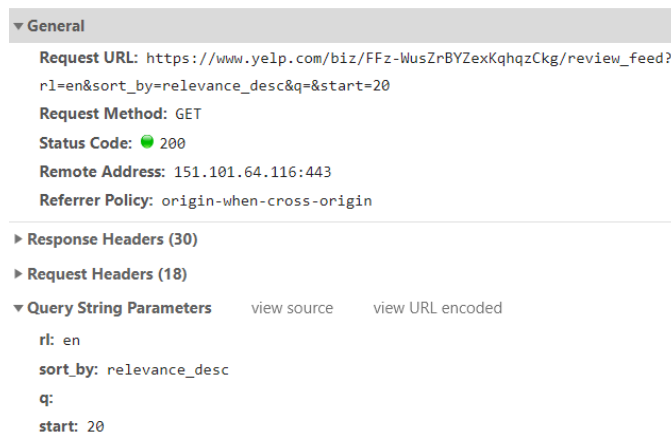 General
Request URL: https://www.yelp.com/biz/FFz-WusZrBYZexKqhqzCkg/review_feed?
rl=en&sort_by=relevance_desc&q=&start=20
Request Method: GET
Status Code: 200
Remote Address: 151.101.64.116:443
Referrer Policy: origin-when-cross-origin
Response Headers (30)
Request Headers (18)
Query String Parameters view source view URL encoded
rl: en
sort_by: relevance_desc
q:
start: 20